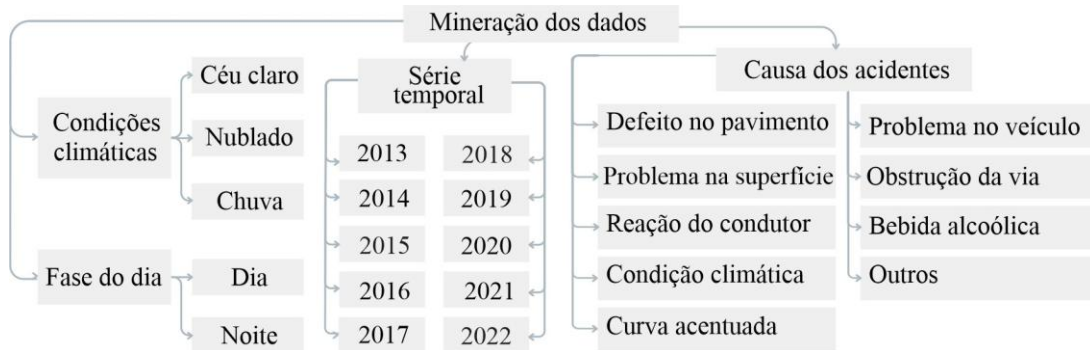 Mineração dos dados
Condições
climáticas
Céu claro
Nublado
Chuva
Fase do dia
Dia
Noite
Série
temporal
2013
2014
2015
2016
2017
2018
2019
2020
2021
2022
Causa dos acidentes
Defeito no pavimento
Problema na superfície
Reação do condutor
Condição climática
Curva acentuada
Problema no veículo
Obstrução da via
Bebida alcoólica
Outros